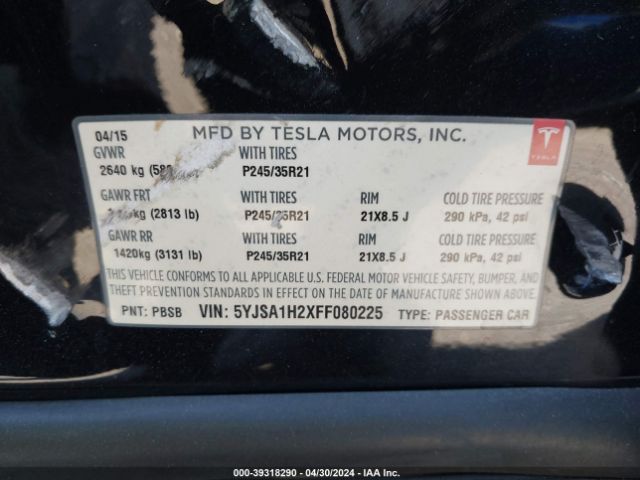 04/15 MFD BY TESLA MOTORS, INC.
TESLA
GVWR WITH TIRES
2640 kg P245/35R21
GAWR FRT WITH TIRES RIM COLD TIRE PRESSURE
(2813 lb) P245/35R21 21X8.5 J 290 kPa, 42 psi
GAWR RR WITH TIRES RIM COLD TIRE PRESSURE
1420kg (3131 lb) P245/35R21 21X8.5 J 290 kPa, 42 psi
THIS VEHICLE CONFORMS TO ALL APPLICABLE U.S. FEDERAL MOTOR VEHICLE SAFETY, BUMPER, AND
THEFT PREVENTION STANDARDS IN EFFECT ON THE DATE OF MANUFACTURE SHOWN ABOVE.
PNT: PBSB VIN: 5YJSA1H2XFF080225 TYPE: PASSENGER CAR
000-39318290 - 04/30/2024 - IAA Inc.